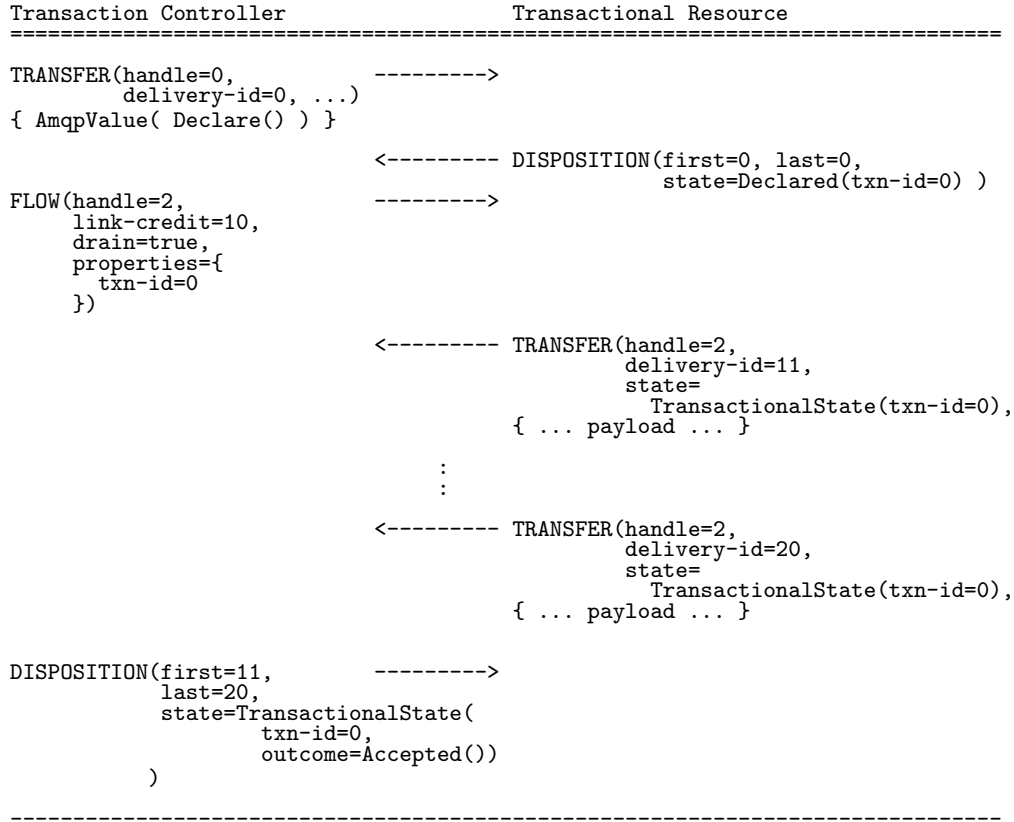 Transaction Controller                  Transactional Resource
===============================================================================
TRANSFER(handle=0,           --------->
         delivery-id=0, ...)
{ AmqpValue( Declare() ) }
                             <--------- DISPOSITION(first=0, last=0,
                                                    state=Declared(txn-id=0) )
FLOW(handle=2,               --------->
     link-credit=10,
     drain=true,
     properties={
       txn-id=0
     })
                             <--------- TRANSFER(handle=2,
                                                 delivery-id=11,
                                                 state=
                                                   TransactionalState(txn-id=0),
                                        { ... payload ... }
                                  :
                                  :
                             <--------- TRANSFER(handle=2,
                                                 delivery-id=20,
                                                 state=
                                                   TransactionalState(txn-id=0),
                                        { ... payload ... }
DISPOSITION(first=11,        --------->
            last=20,
            state=TransactionalState(
                    txn-id=0,
                    outcome=Accepted())
           )
-------------------------------------------------------------------------------